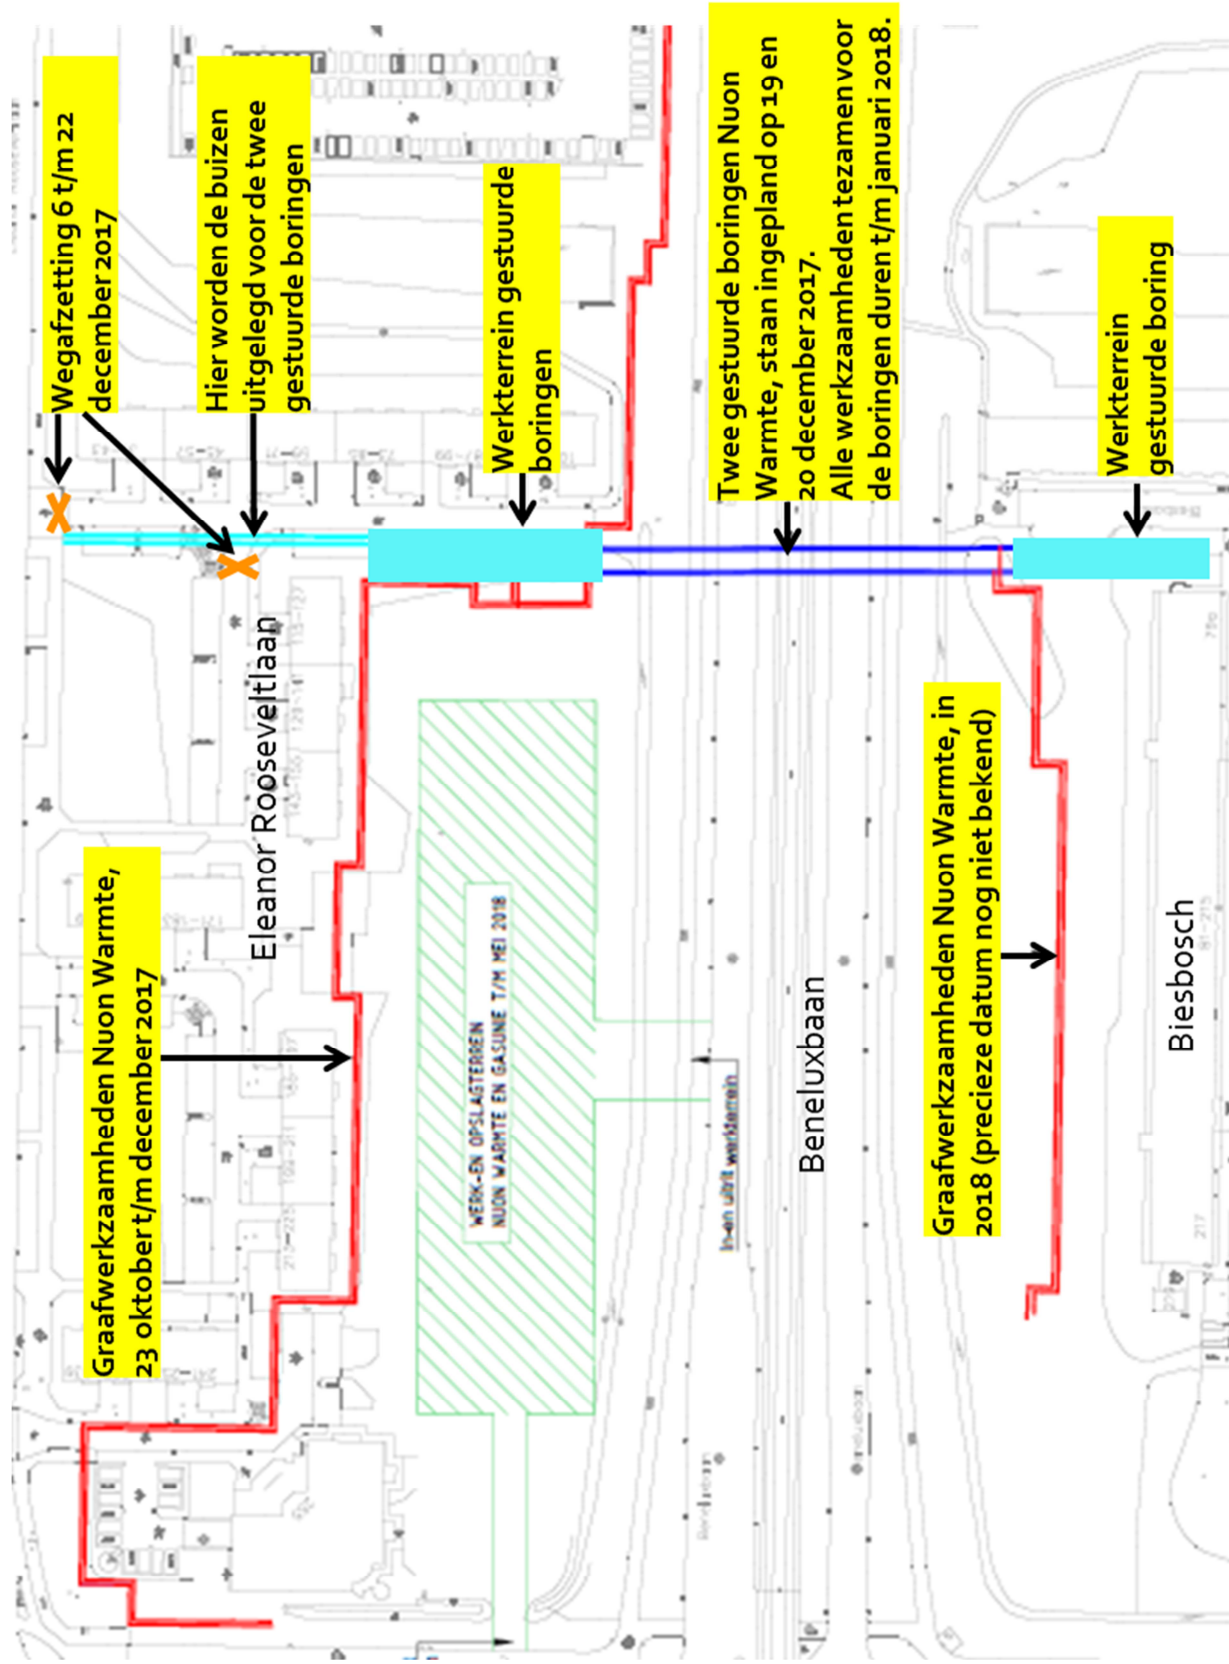 Wegafzetting 6 t/m 22
december 2017
Hier worden de buizen
uitgelegd voor de twee
gestuurde boringen
Werkterrein gestuurde
boringen
Twee gestuurde boringen Nuon
Warmte, staan ingepland op 19 en
20 december 2017.
Alle werkzaamheden tezamen voor
de boringen duren t/m januari 2018.
Werkterrein
gestuurde boring
Eleanor Rooseveltlaan
Graafwerkzaamheden Nuon Warmte,
23 oktober t/m december 2017
WERK-EN OPSLAGTERREIN
NUON WARMTE EN GASUNIE T/M MEI 2018
In-en uitrit werkterrein
Beneluxbaan
Graafwerkzaamheden Nuon Warmte, in
2018 (precieze datum nog niet bekend)
Biesbosch
217